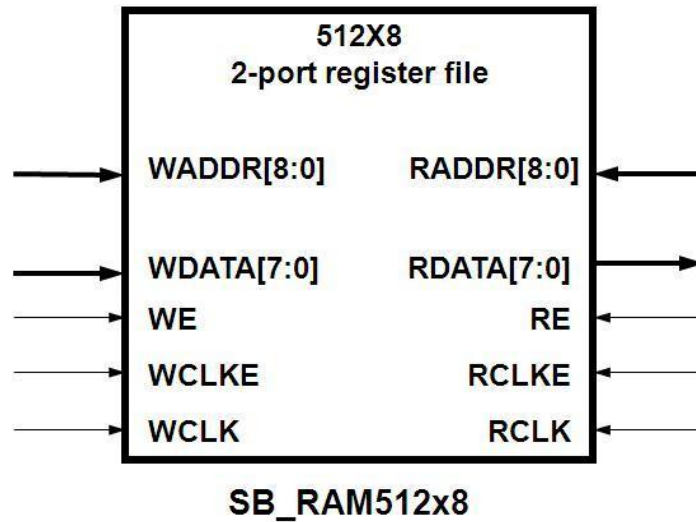 512X8
2-port register file
WADDR[8:0] RADDR[8:0]
WDATA[7:0] RDATA[7:0]
WE RE
WCLKE RCLKE
WCLK RCLK
SB_RAM512x8